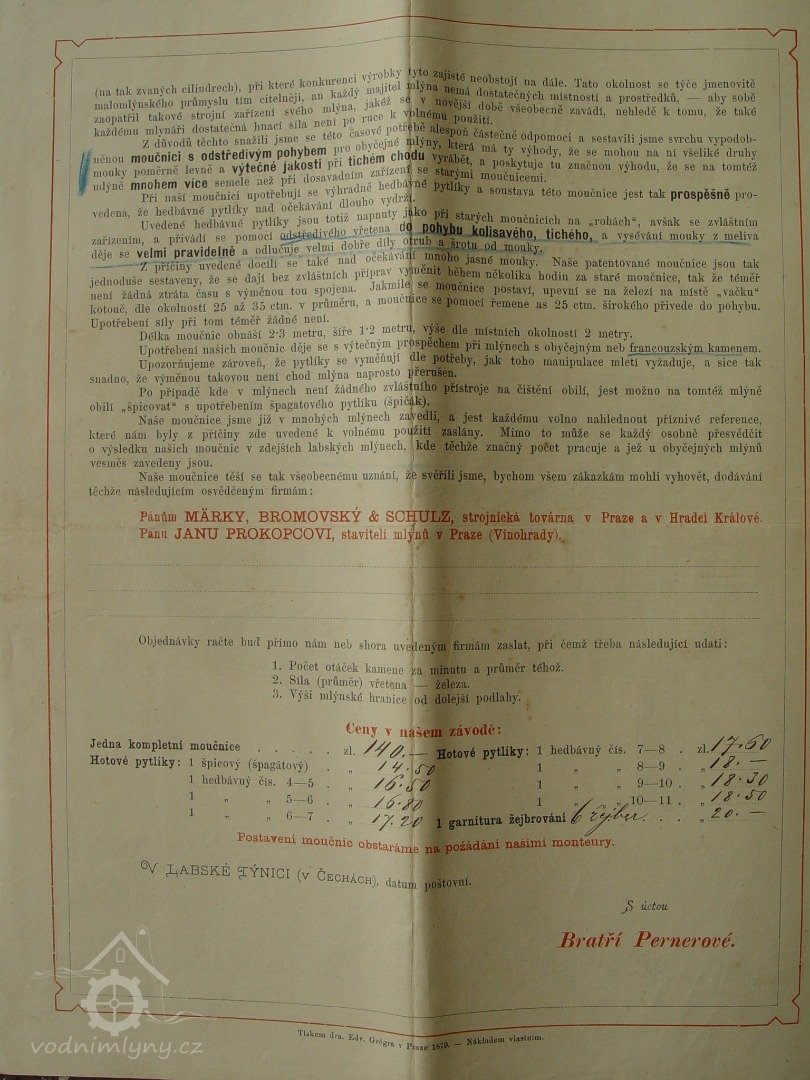 (na tak zvaných cilindrech), při které konkurenci výrobky tyto zajisté neobstojí na dále. Tato okolnost se týče jmenovitě
malomlýnského průmyslu tím citelněji, an každý majitel mlýna nemá dostatečných místností a prostředků, — aby sobě
zaopatřil takové strojní zařízení svého mlýna, jakéž se v novější době všeobecně zavádí, nehledě k tomu, že také
každému mlynáři dostatečná hnací síla není po ruce k volnému použití.
Z důvodů těchto snažili jsme se této časové potřebě alespoň částečně odpomoci a sestavili jsme svrchu vypodob-
něnou moučnici s odstředivým pohybem pro obyčejné mlýny, která má ty výhody, že se mohou na ní všeliké druhy
mouky poměrně levně a výtečné jakosti při tichém chodu vyrábět, a poskytuje tu značnou výhodu, že se na tomtéž
mlýně mnohem více semele než při dosavadním zařízení se starými moučnicemi.
Při naší moučnici upotřebují se výhradně hedbávné pytlíky a soustava této moučnice jest tak prospěšně pro-
vedena, že hedbávné pytlíky nad očekávání dlouho vydrží.
Uvedené hedbávné pytlíky jsou totiž napnuty jako při starých moučnicích na „rohách“, avšak se zvláštním
zařízením, a přivádí se pomocí odstředivého vřetena do pohybu kolisavého, tichého, a vysévání mouky z meliva
děje se velmi pravidelně a odlučuje velmi dobře díly otrub a šrotu od mouky.
Z příčiny uvedené docílí se také nad očekávání mnoho jasné mouky. Naše patentované moučnice jsou tak
jednoduše sestaveny, že se dají bez zvláštních příprav vyměnit během několika hodin za staré moučnice, tak že téměř
není žádná ztráta času s výměnou tou spojena. Jakmile se moučnice postaví, upevní se na železí na místě „vačku“
kotouč, dle okolností 25 až 35 ctm. v průměru, a moučnice se pomocí řemene as 25 ctm. širokého přivede do pohybu.
Upotřebení síly při tom téměř žádné není.
Délka moučnic obnáší 2·3 metru, šíře 1·2 metru, výše dle místních okolností 2 metry.
Upotřebení našich moučnic děje se s výtečným prospěchem při mlýnech s obyčejným neb francouzským kamenem.
Upozorňujeme zároveň, že pytlíky se vyměňují dle potřeby, jak toho manipulace mletí vyžaduje, a sice tak
snadno, že výměnou takovou není chod mlýna naprosto přerušen.
Po případě kde v mlýnech není žádného zvláštního přístroje na čištění obilí, jest možno na tomtéž mlýně
obilí „špicovat“ s upotřebením špagatového pytlíku (špičák).
Naše moučnice jsme již v mnohých mlýnech zavedli, a jest každému volno nahlednout příznivé reference,
které nám byly z příčiny zde uvedené k volnému použití zaslány. Mimo to může se každý osobně přesvědčit
o výsledku našich moučnic v zdejších labských mlýnech, kde těchže značný počet pracuje a jež u obyčejných mlýnů
vesměs zavedeny jsou.
Naše moučnice těší se tak všeobecnému uznání, že svěřili jsme, bychom všem zákazkám mohli vyhovět, dodávání
těchže následujícím osvědčeným firmám:
Pánům MÄRKY, BROMOVSKÝ & SCHULZ, strojnická továrna v Praze a v Hradci Králové.
Panu JANU PROKOPCOVI, staviteli mlýnů v Praze (Vinohrady).
Objednávky račte buď přímo nám neb shora uvedeným firmám zaslat, při čemž třeba následující udati:
1. Počet otáček kamene za minutu a průměr téhož.
2. Síla (průměr) vřetena — železa.
3. Výši mlýnské hranice od dolejší podlahy.
Ceny v našem závodě:
Jedna kompletní moučnice . . . . . zl. 140.—
Hotové pytlíky: 1 špicový (špagátový) . „ 14.50
1 hedbávný čís. 4—5 . „ 16.50
1 „ „ 5—6 . „ 16.80
1 „ „ 6—7 . „ 17.20
Hotové pytlíky: 1 hedbávný čís. 7—8 . zl. 17.60
1 „ „ 8—9 . „ 18.—
1 „ „ 9—10 . „ 18.30
1 „ „ 10—11 . „ 18.50
1 garnitura žejbrování 6 žejber . . „ 20.—
Postavení moučnic obstaráme na požádání našimi monteury.
V LABSKÉ TÝNICI (v ČECHÁCH), datum poštovní.
S úctou
Bratří Pernerové.
Tiskem dra. Edv. Grégra v Praze 1879. — Nákladem vlastním.
vodnimlyny.cz